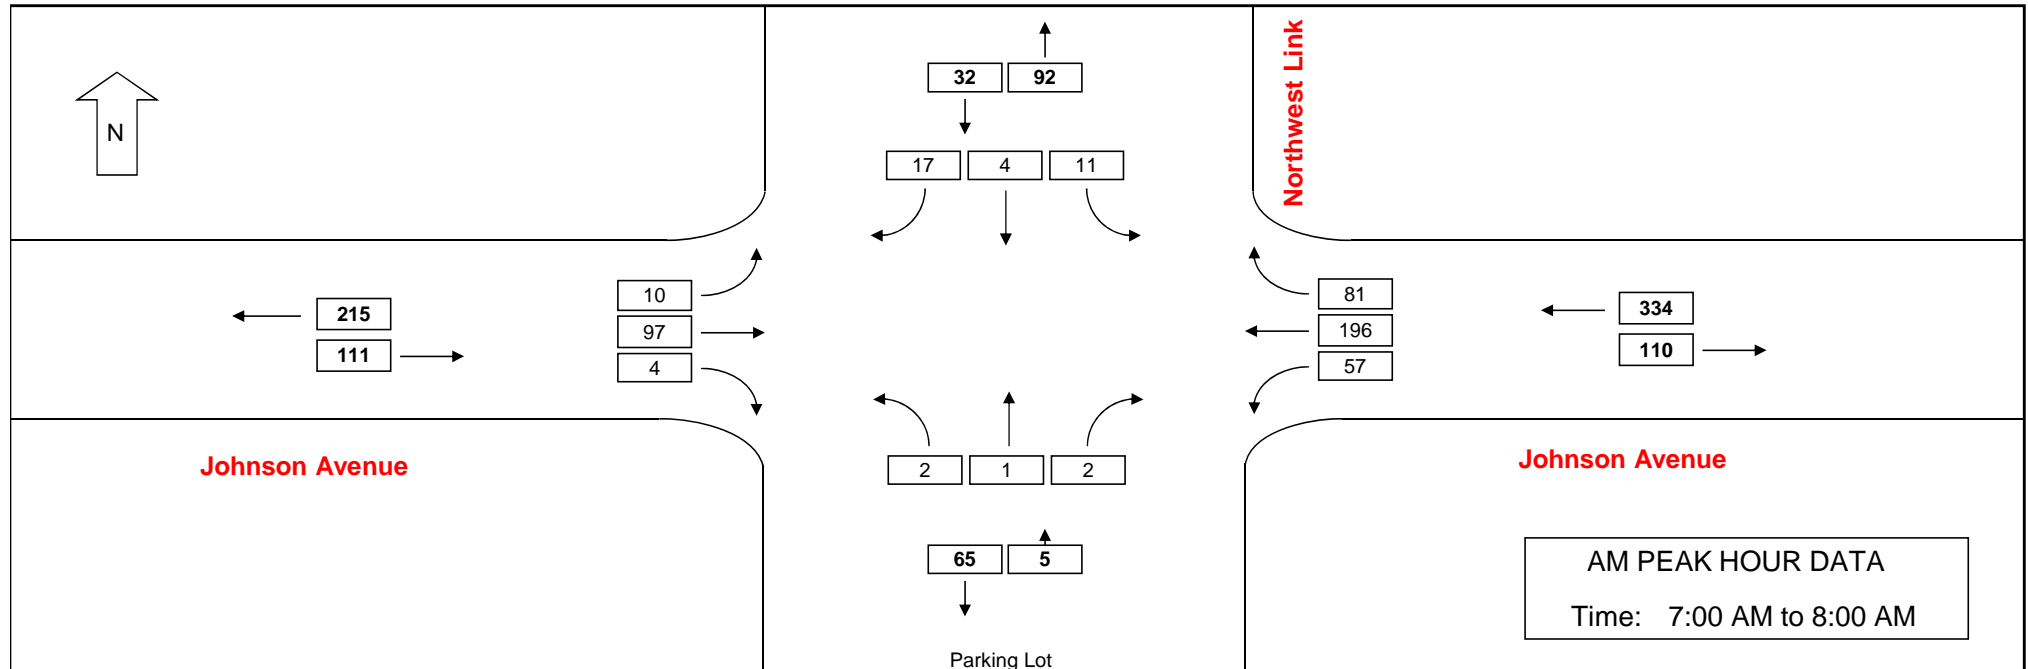 32 92
Northwest Link
N
17 4 11
10
97
4
215
111
81
196
57
334
110
Johnson Avenue
Johnson Avenue
2 1 2
65 5
AM PEAK HOUR DATA
Time: 7:00 AM to 8:00 AM
Parking Lot